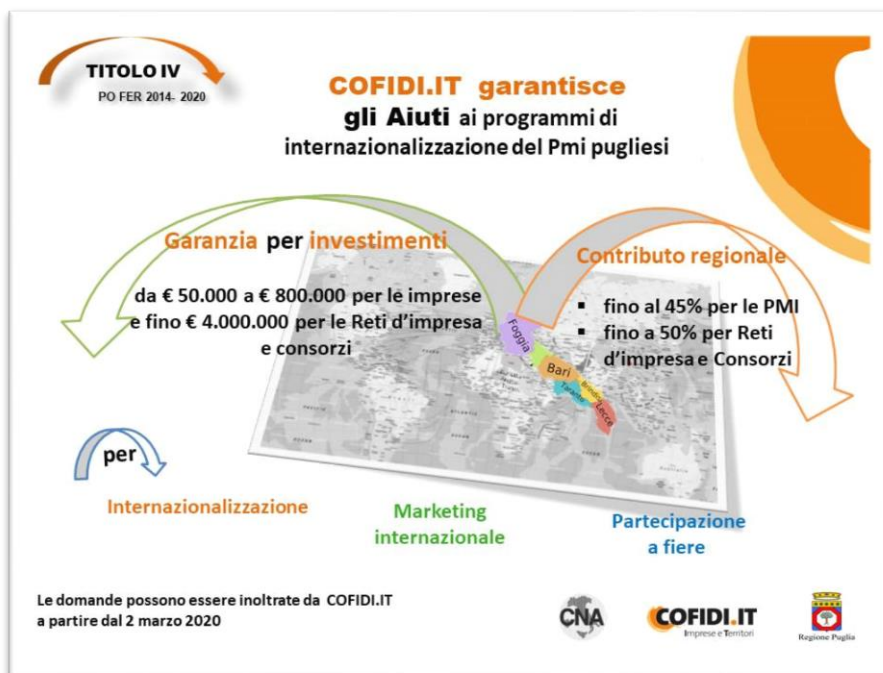 TITOLO IV
PO FER 2014- 2020
COFIDI.IT garantisce
gli Aiuti ai programmi di
internazionalizzazione del Pmi pugliesi
Garanzia per investimenti
da € 50.000 a € 800.000 per le imprese
e fino € 4.000.000 per le Reti d'impresa
e consorzi
Contributo regionale
▪ fino al 45% per le PMI
▪ fino a 50% per Reti
d'impresa e Consorzi
Foggia
Bari
Taranto
Brindisi
Lecce
per
Internazionalizzazione
Marketing
internazionale
Partecipazione
a fiere
Le domande possono essere inoltrate da COFIDI.IT
a partire dal 2 marzo 2020
CNA
COFIDI.IT
Imprese e Territori
Regione Puglia